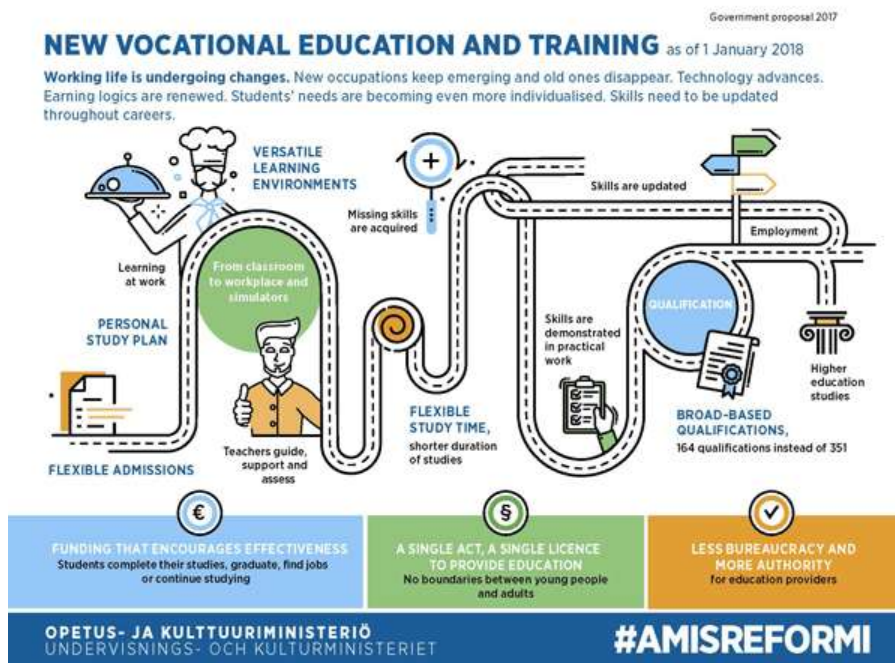 Government proposal 2017
NEW VOCATIONAL EDUCATION AND TRAINING as of 1 January 2018
Working life is undergoing changes. New occupations keep emerging and old ones disappear. Technology advances.
Earning logics are renewed. Students' needs are becoming even more individualised. Skills need to be updated
throughout careers.
VERSATILE
LEARNING
ENVIRONMENTS
Learning
at work
From classroom
to workplace and
simulators
PERSONAL
STUDY PLAN
FLEXIBLE ADMISSIONS
Teachers guide,
support and
assess
Missing skills
are acquired
FLEXIBLE
STUDY TIME,
shorter duration
of studies
Skills are updated
Employment
Skills are
demonstrated
in practical
work
QUALIFICATION
BROAD-BASED
QUALIFICATIONS,
164 qualifications instead of 351
Higher
education
studies
€
FUNDING THAT ENCOURAGES EFFECTIVENESS
Students complete their studies, graduate, find jobs
or continue studying
§
A SINGLE ACT, A SINGLE LICENCE
TO PROVIDE EDUCATION
No boundaries between young people
and adults
LESS BUREAUCRACY AND
MORE AUTHORITY
for education providers
OPETUS- JA KULTTUURIMINISTERIÖ
UNDERVISNINGS- OCH KULTURMINISTERIET
#AMISREFORMI